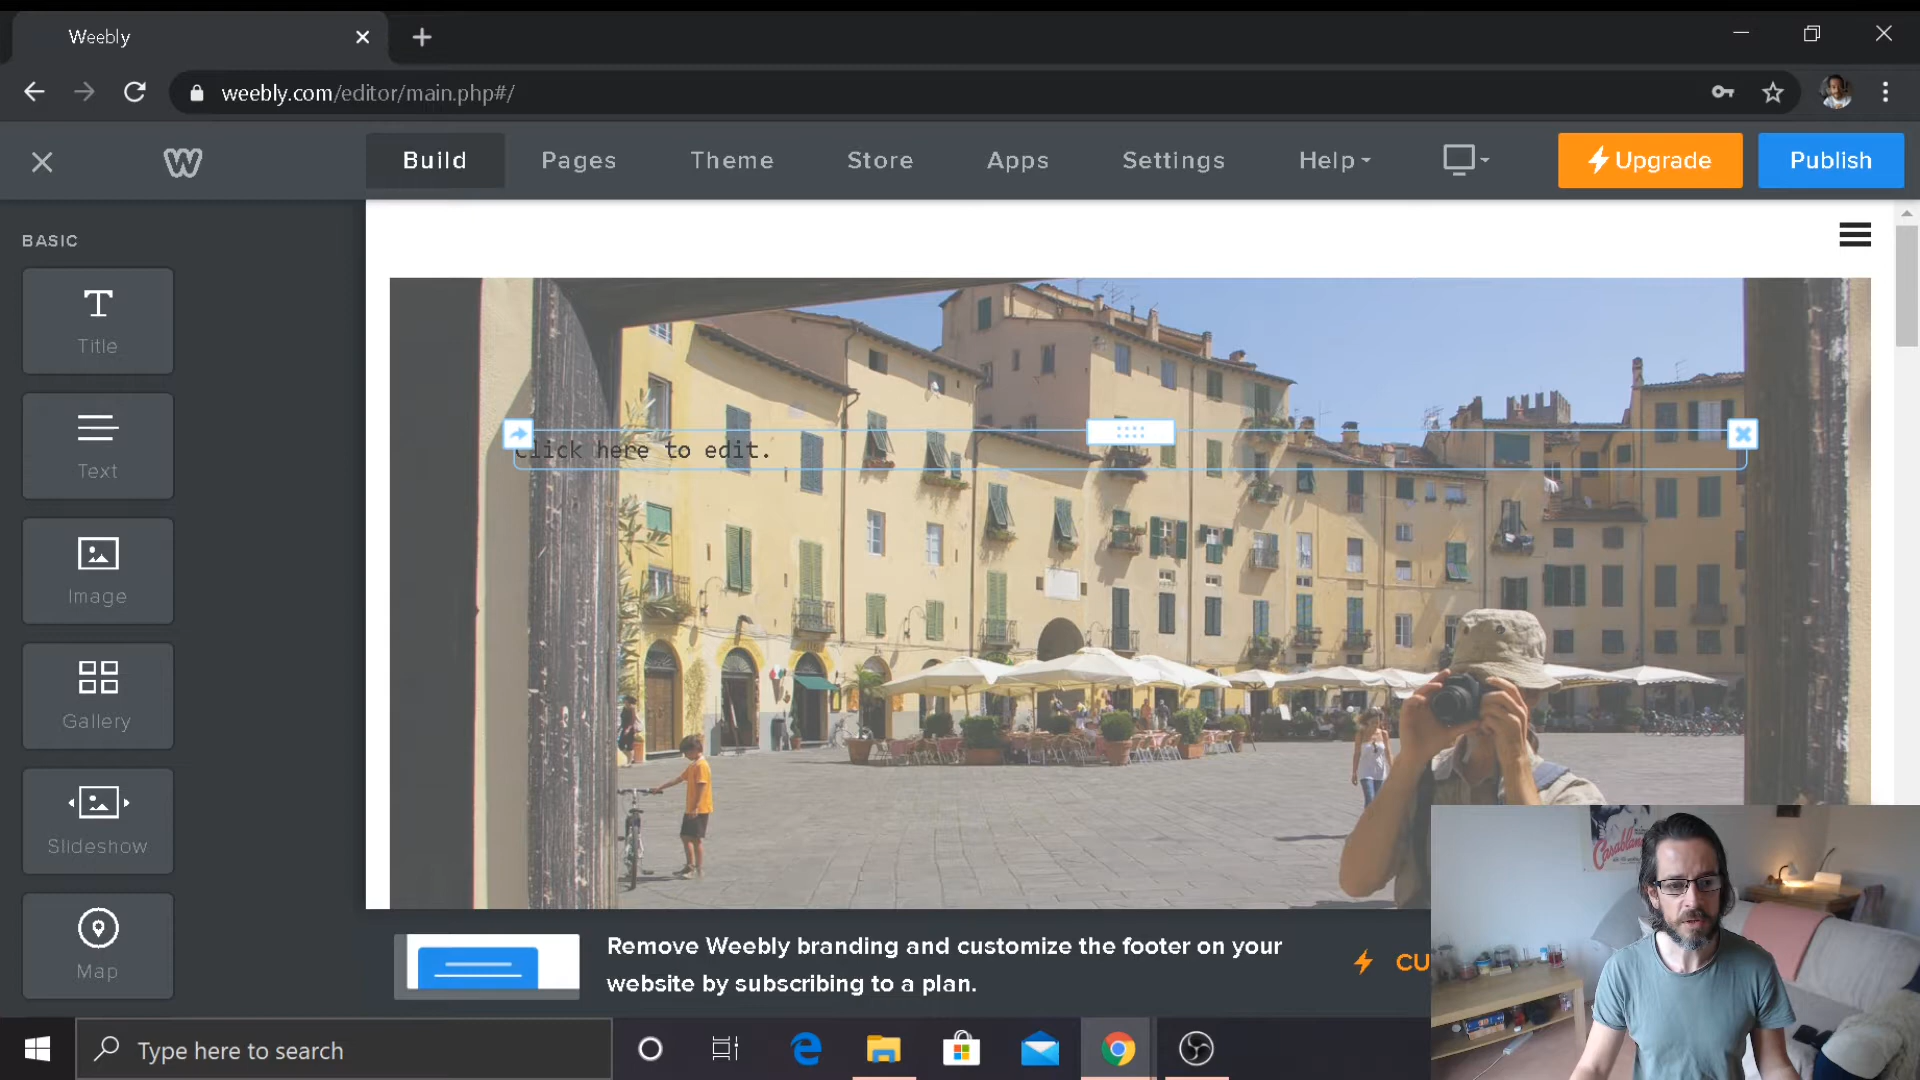 Weebly
weebly.com/editor/main.php#/
Build
Pages
Theme
Store
Apps
Settings
Help
Upgrade
Publish
BASIC
Title
Text
Image
Gallery
Slideshow
Map
Click here to edit.
Remove Weebly branding and customize the footer on your
website by subscribing to a plan.
CU
Casablanca
Type here to search